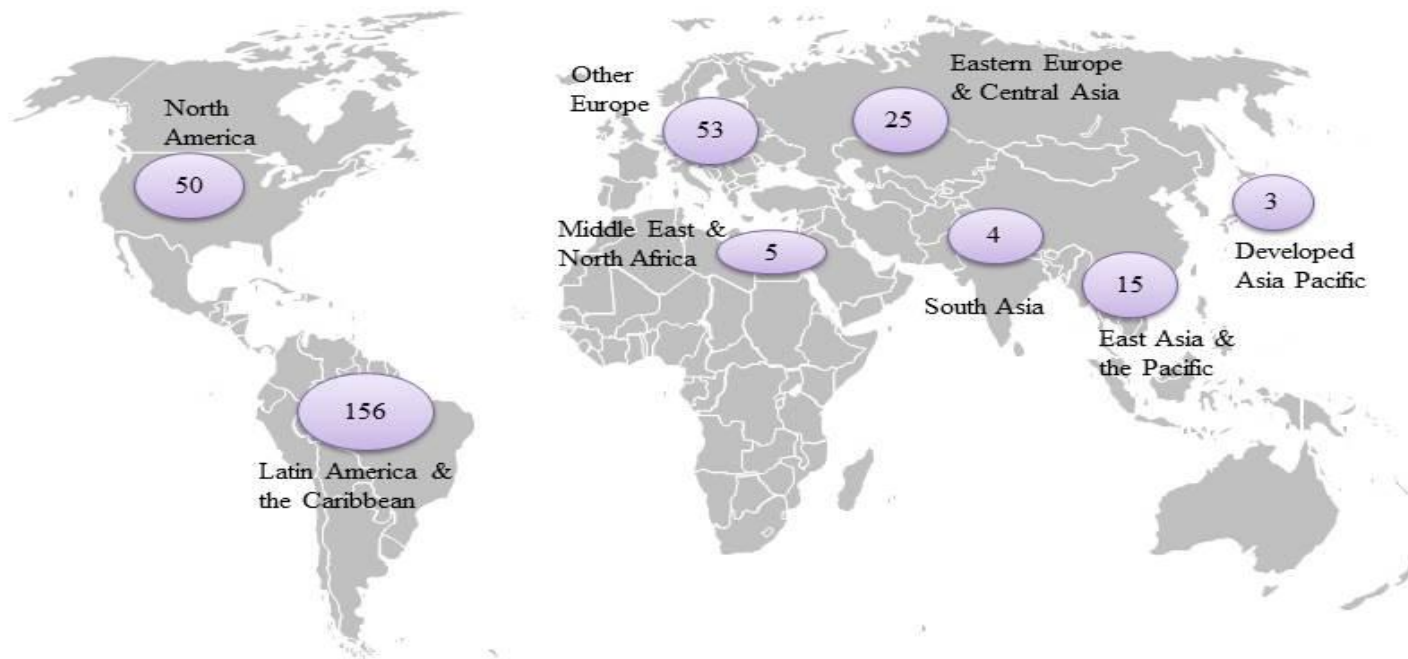 North
America
50
Other
Europe
53
Eastern Europe
& Central Asia
25
3
Developed
Asia Pacific
Middle East &
North Africa
5
4
South Asia
15
East Asia &
the Pacific
156
Latin America &
the Caribbean